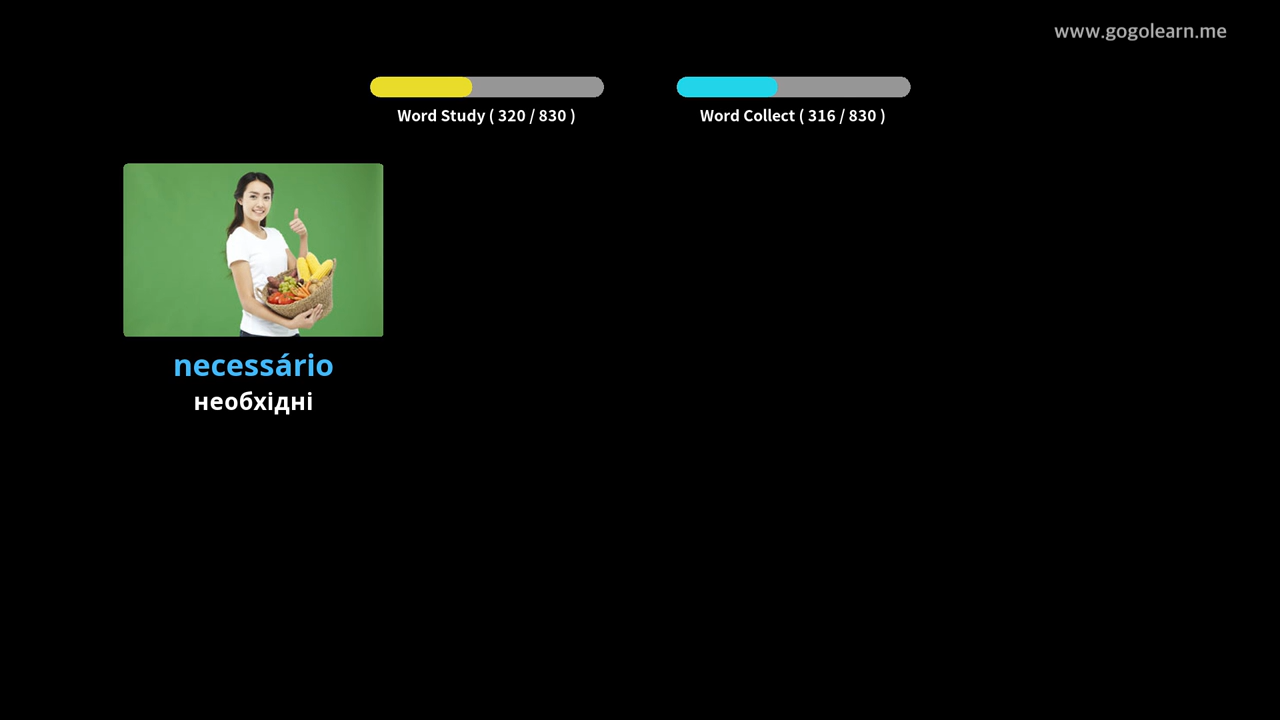 www.gogolearn.me
Word Study ( 320 / 830 )
Word Collect ( 316 / 830 )
necessário
необхідні